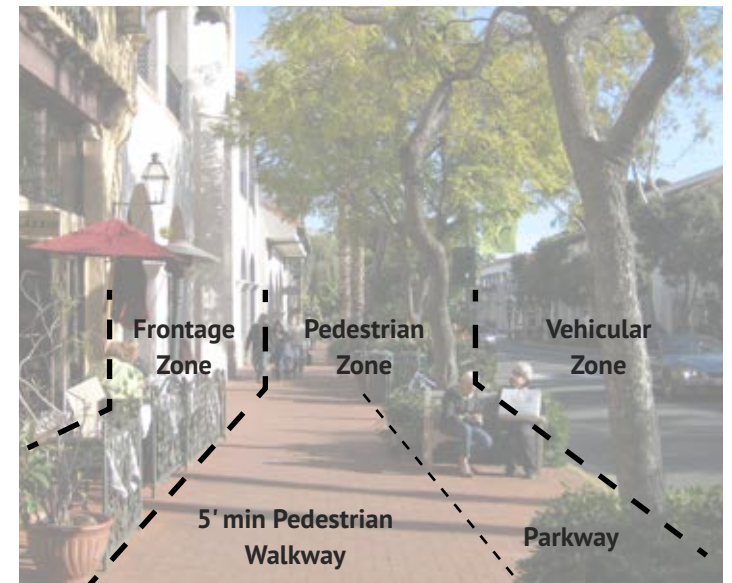 Frontage
Zone
Pedestrian
Zone
Vehicular
Zone
5' min Pedestrian
Walkway
Parkway